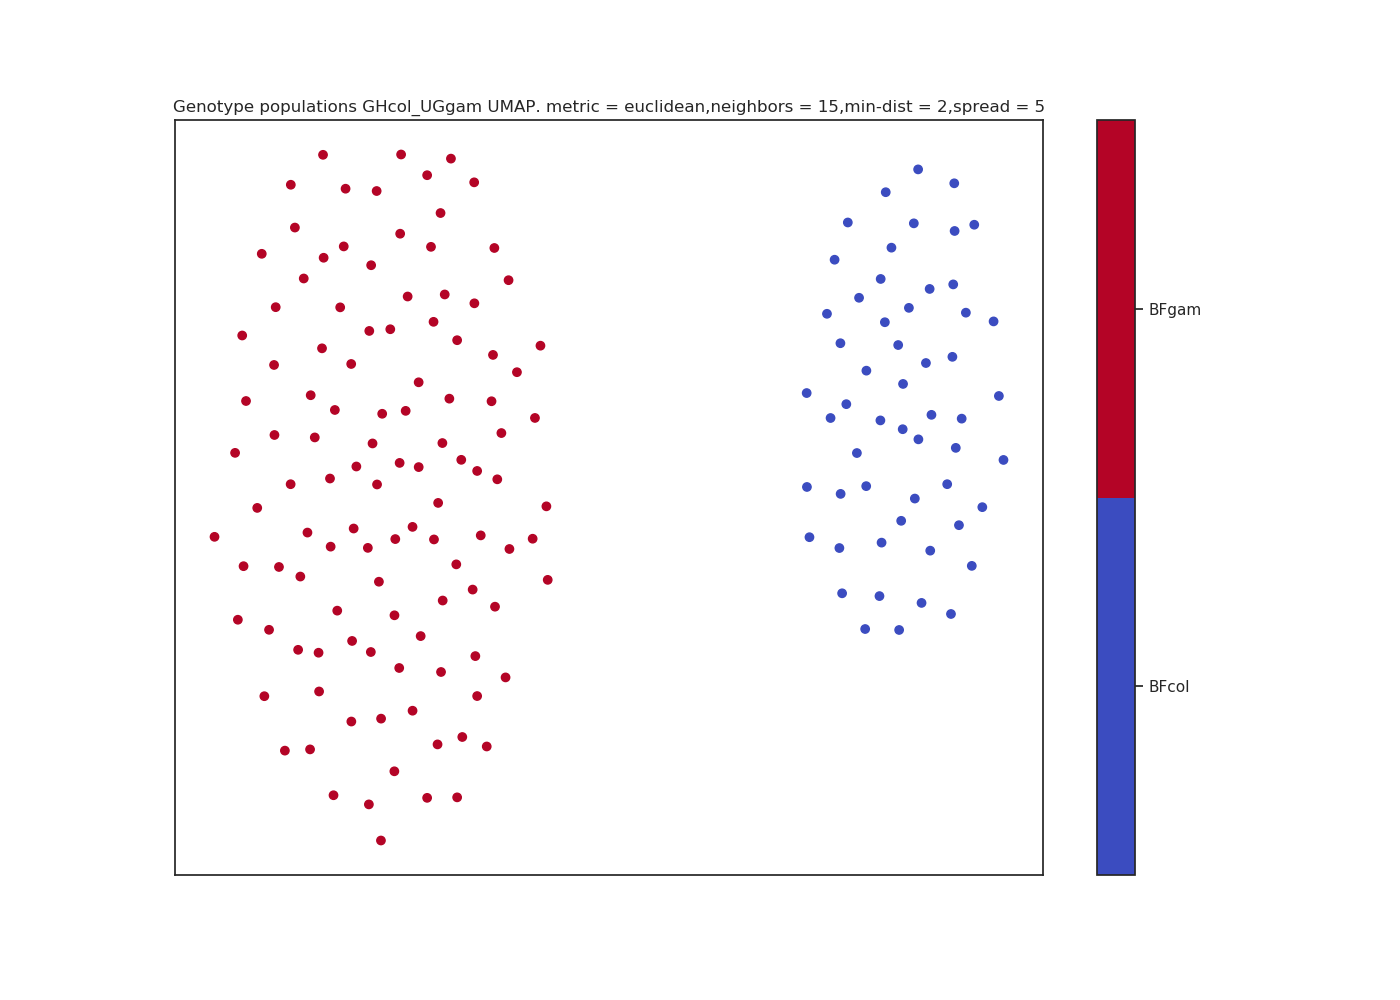 Genotype populations GHcol_UGgam UMAP. metric = euclidean,neighbors = 15,min-dist = 2,spread = 5
BFgam
BFcol